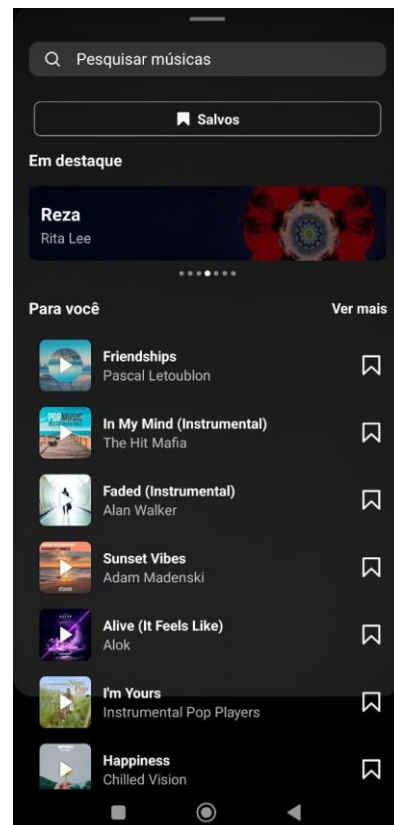 Pesquisar músicas
Salvos
Em destaque
Reza
Rita Lee
Para você
Ver mais
Friendships
Pascal Letoublon
POPMUSIC
In My Mind (Instrumental)
The Hit Mafia
Faded (Instrumental)
Alan Walker
Sunset Vibes
Adam Madenski
Alive (It Feels Like)
Alok
I'm Yours
Instrumental Pop Players
Happiness
Chilled Vision